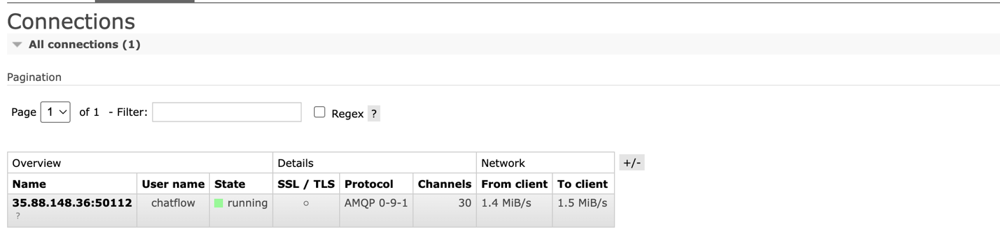 Connections
All connections (1)
Pagination
Page 1 of 1 - Filter: Regex ?
Overview Details Network +/-
Name User name State SSL / TLS Protocol Channels From client To client
35.88.148.36:50112 chatflow running ○ AMQP 0-9-1 30 1.4 MiB/s 1.5 MiB/s
?